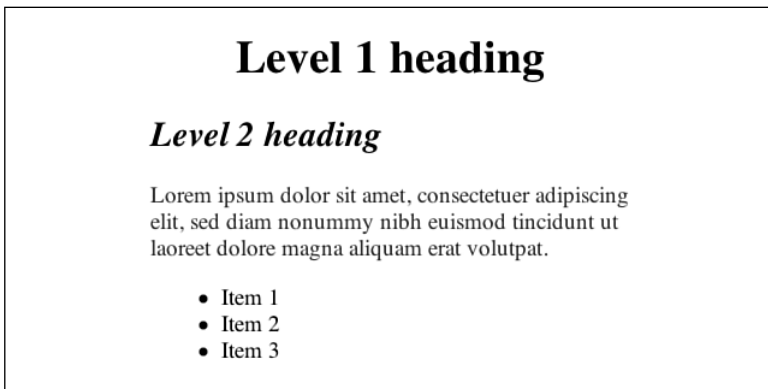 Level 1 heading
Level 2 heading
Lorem ipsum dolor sit amet, consectetuer adipiscing
elit, sed diam nonummy nibh euismod tincidunt ut
laoreet dolore magna aliquam erat volutpat.
• Item 1
• Item 2
• Item 3